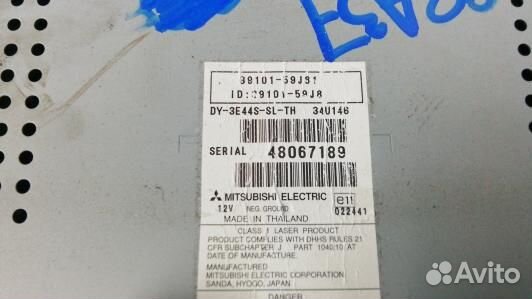 39101-59J81
ID:39101-59J8
DY-3E44S-SL-TH 34U146
SERIAL 48067189
MITSUBISHI ELECTRIC
12V NEG. GROUND
e11
022441
MADE IN THAILAND
CLASS 1 LASER PRODUCT
PRODUCT COMPLIES WITH DHHS RULES 21
CFR SUBCHAPTER J PART 1040.10 AT
DATE OF MANUFACTURE.
MANUFACTURED
MITSUBISHI ELECTRIC CORPORATION
SANDA, HYOGO, JAPAN
DANGER
Avito